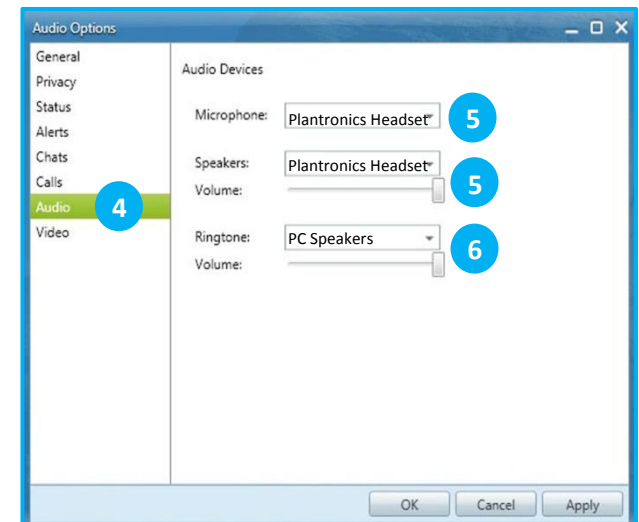 Audio Options
General
Privacy
Status
Alerts
Chats
Calls
Audio 4
Video
Audio Devices
Microphone: Plantronics Headset 5
Speakers: Plantronics Headset
Volume: 5
Ringtone: PC Speakers 6
Volume:
OK Cancel Apply